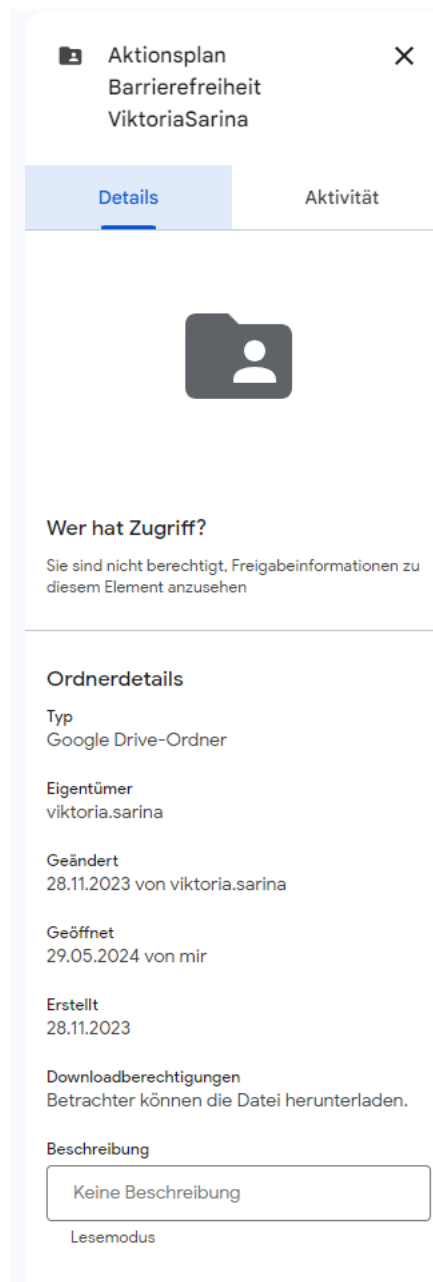 Aktionsplan
Barrierefreiheit
ViktoriaSarina
Details
Aktivität
Wer hat Zugriff?
Sie sind nicht berechtigt, Freigabeinformationen zu
diesem Element anzusehen
Ordnerdetails
Typ
Google Drive-Ordner
Eigentümer
viktoria.sarina
Geändert
28.11.2023 von viktoria.sarina
Geöffnet
29.05.2024 von mir
Erstellt
28.11.2023
Downloadberechtigungen
Betrachter können die Datei herunterladen.
Beschreibung
Keine Beschreibung
Lesemodus